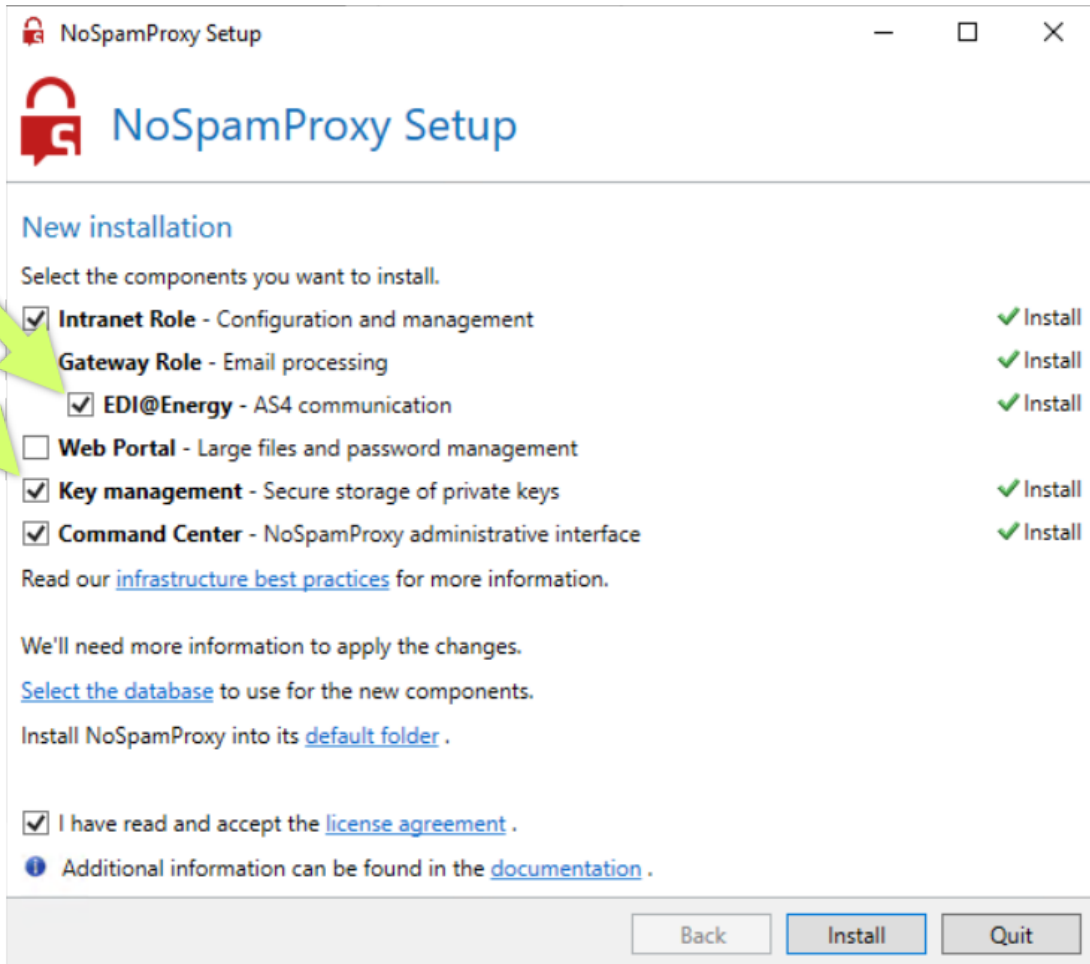 NoSpamProxy Setup
NoSpamProxy Setup
New installation
Select the components you want to install.
Intranet Role - Configuration and management Install
Gateway Role - Email processing Install
EDI@Energy - AS4 communication Install
Web Portal - Large files and password management
Key management - Secure storage of private keys Install
Command Center - NoSpamProxy administrative interface Install
Read our infrastructure best practices for more information.
We'll need more information to apply the changes.
Select the database to use for the new components.
Install NoSpamProxy into its default folder .
I have read and accept the license agreement .
Additional information can be found in the documentation .
Back Install Quit